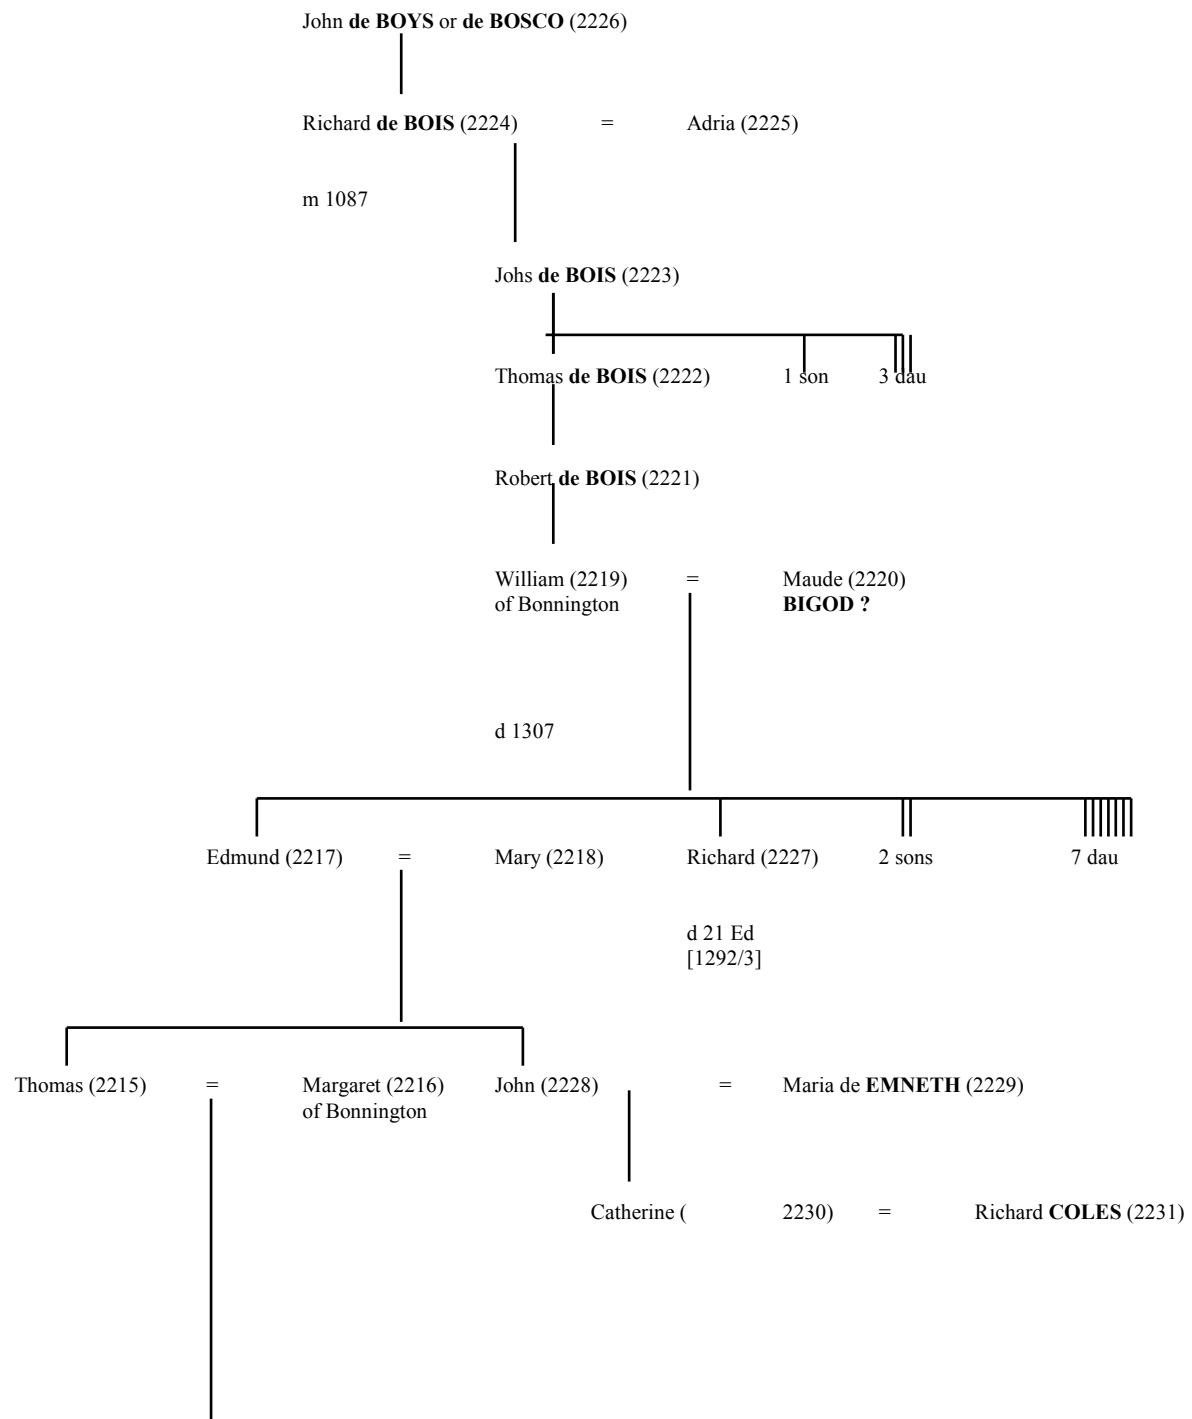 John de BOYS or de BOSCO (2226)
Richard de BOIS (2224) = Adria (2225)
m 1087
Johs de BOIS (2223)
Thomas de BOIS (2222) 1 son 3 dau
Robert de BOIS (2221)
William (2219) = Maude (2220)
of Bonnington BIGOD ?
d 1307
Edmund (2217) = Mary (2218) Richard (2227) 2 sons 7 dau
d 21 Ed
[1292/3]
Thomas (2215) = Margaret (2216) John (2228) = Maria de EMNETH (2229)
of Bonnington
Catherine ( 2230) = Richard COLES (2231)